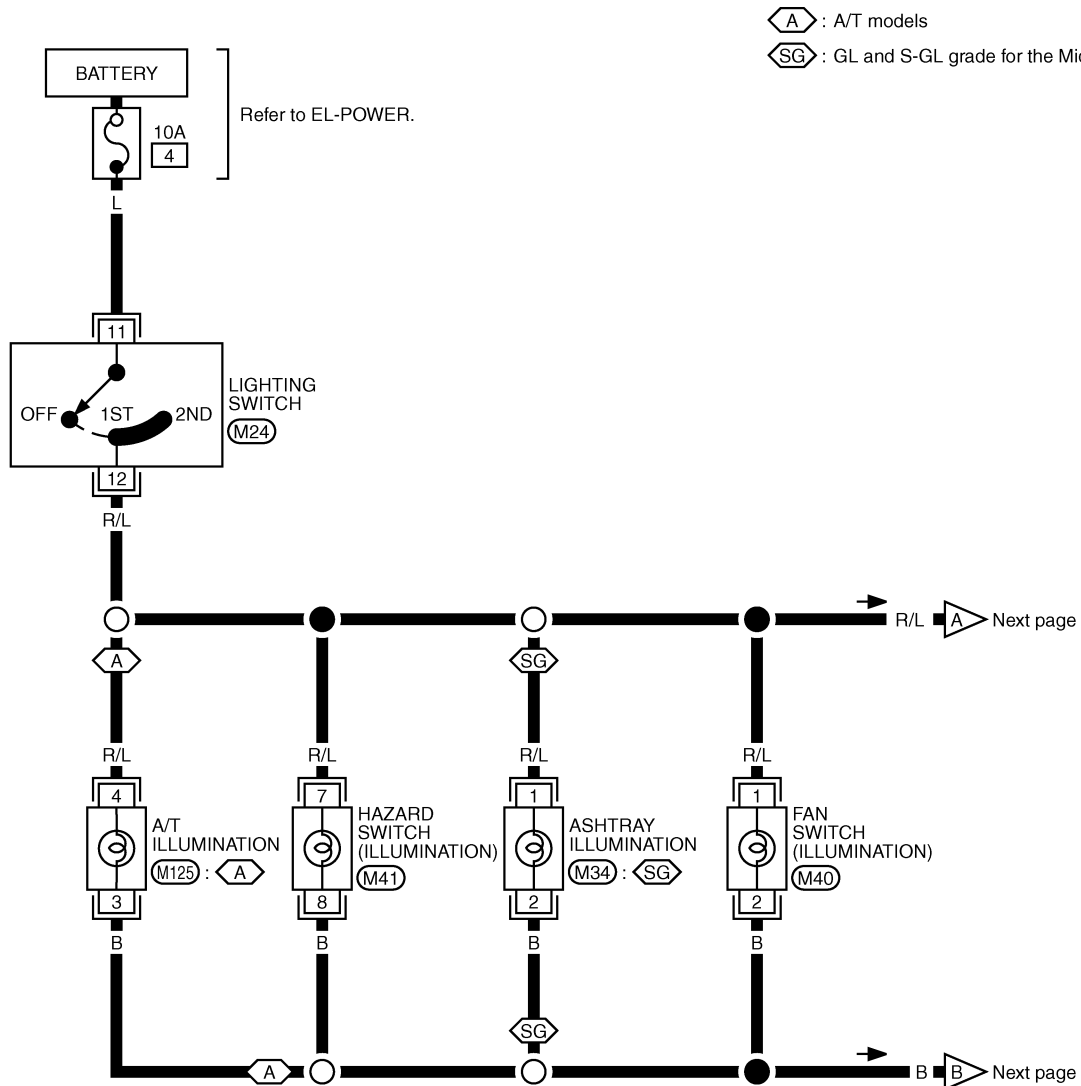 A : A/T models
SG : GL and S-GL grade for the Mi
BATTERY
10A
4
Refer to EL-POWER.
L
11
OFF 1ST 2ND
LIGHTING
SWITCH
M24
12
R/L
R/L A Next page
A SG
R/L R/L R/L R/L
4 7 1 1
A/T
ILLUMINATION
M125 : A
HAZARD
SWITCH
(ILLUMINATION)
M41
ASHTRAY
ILLUMINATION
M34 : SG
FAN
SWITCH
(ILLUMINATION)
M40
3 8 2 2
B B B B
SG
A
B B Next page